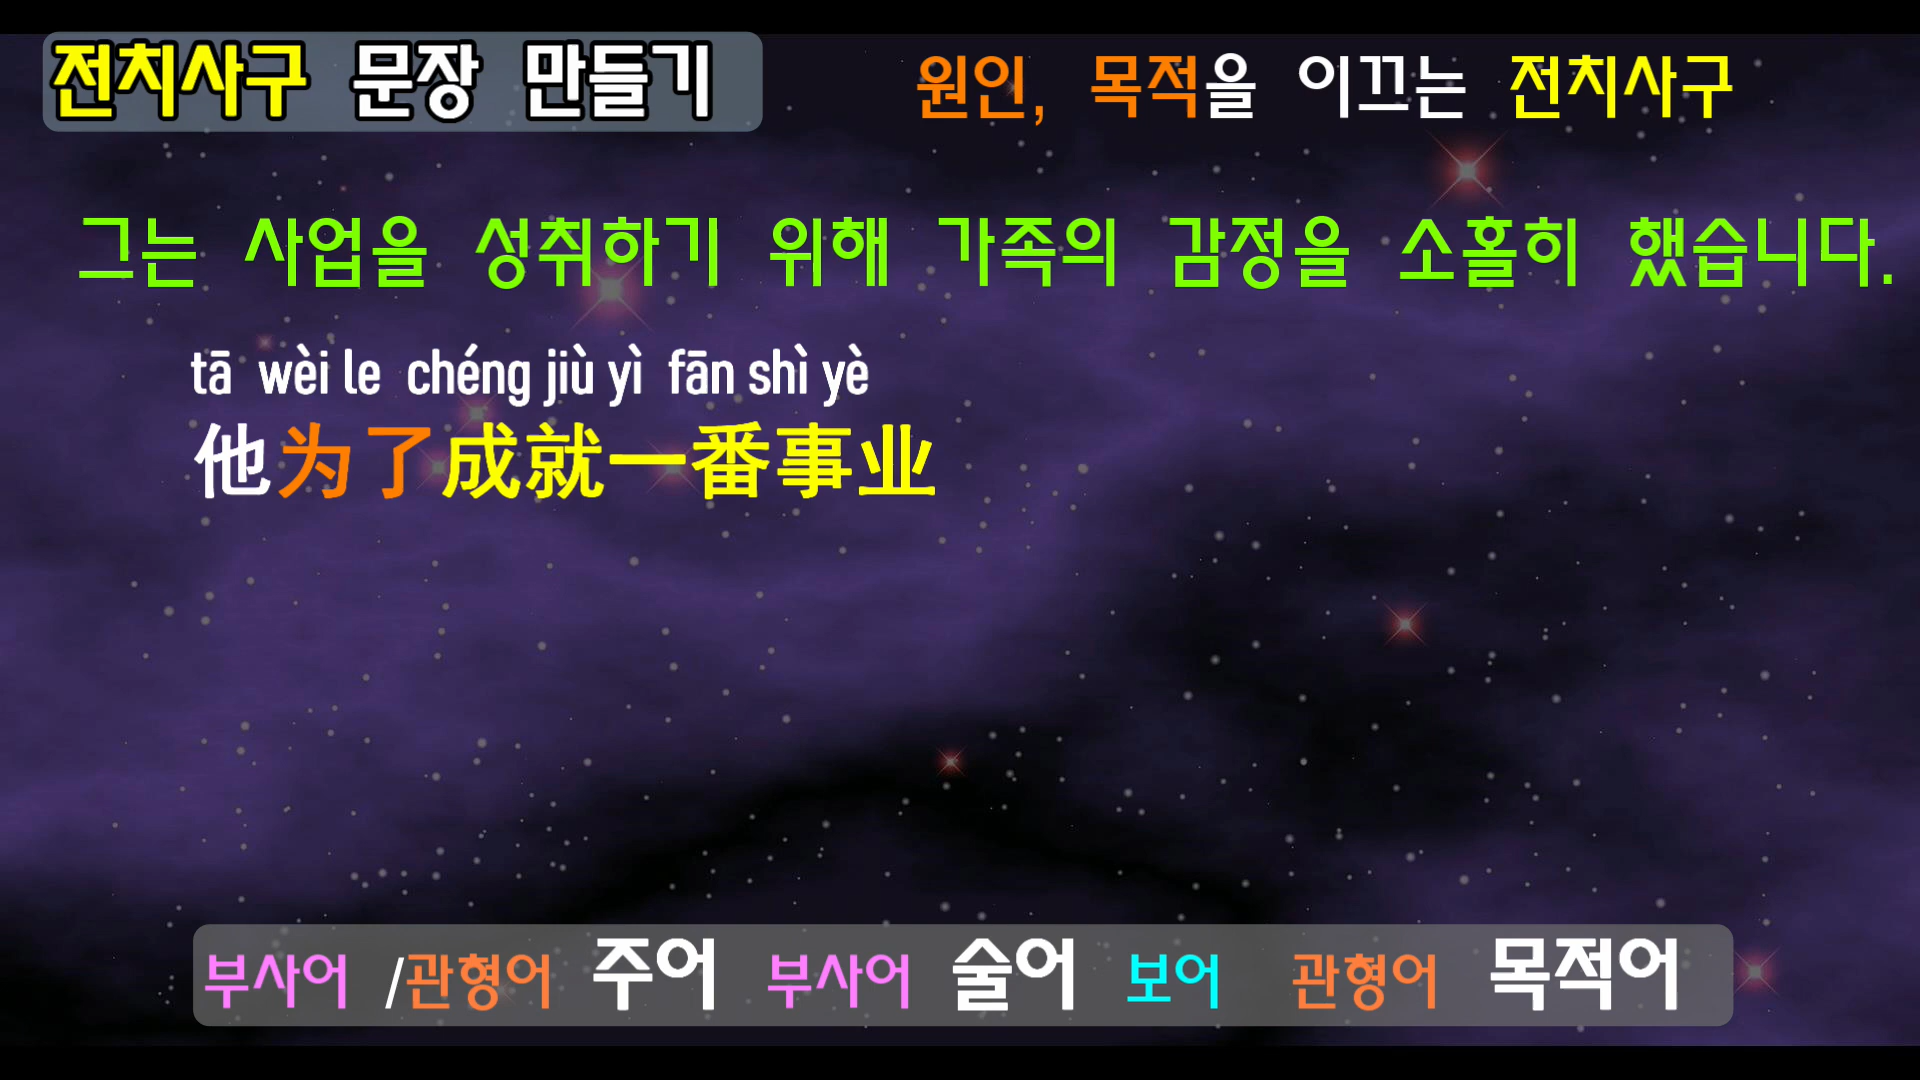 전치사구 문장 만들기
원인, 목적을 이끄는 전치사구
그는 사업을 성취하기 위해 가족의 감정을 소홀히 했습니다.
tā wèi le chéng jiù yì fān shì yè
他为了成就一番事业
부사어 /관형어 주어 부사어 술어 보어 관형어 목적어